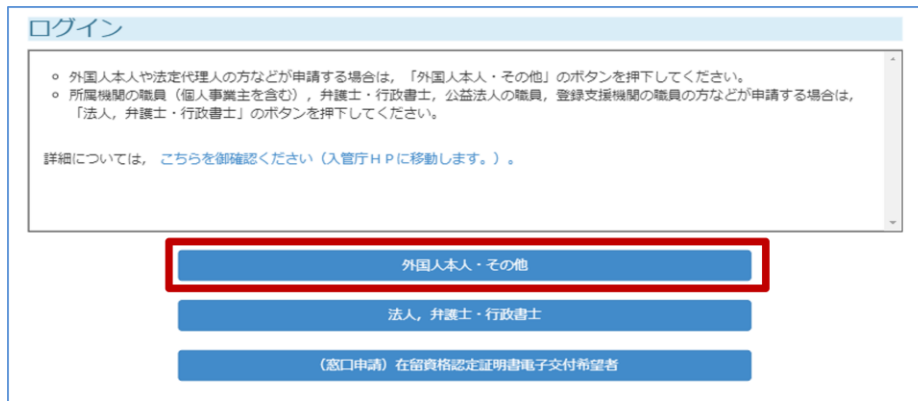 ログイン
○ 外国人本人や法定代理人の方などが申請する場合は，「外国人本人・その他」のボタンを押下してください。
○ 所属機関の職員（個人事業主を含む），弁護士・行政書士，公益法人の職員，登録支援機関の職員の方などが申請する場合は，
「法人，弁護士・行政書士」のボタンを押下してください。
詳細については， こちらを御確認ください（入管庁ＨＰに移動します。）。
外国人本人・その他
法人，弁護士・行政書士
（窓口申請）在留資格認定証明書電子交付希望者